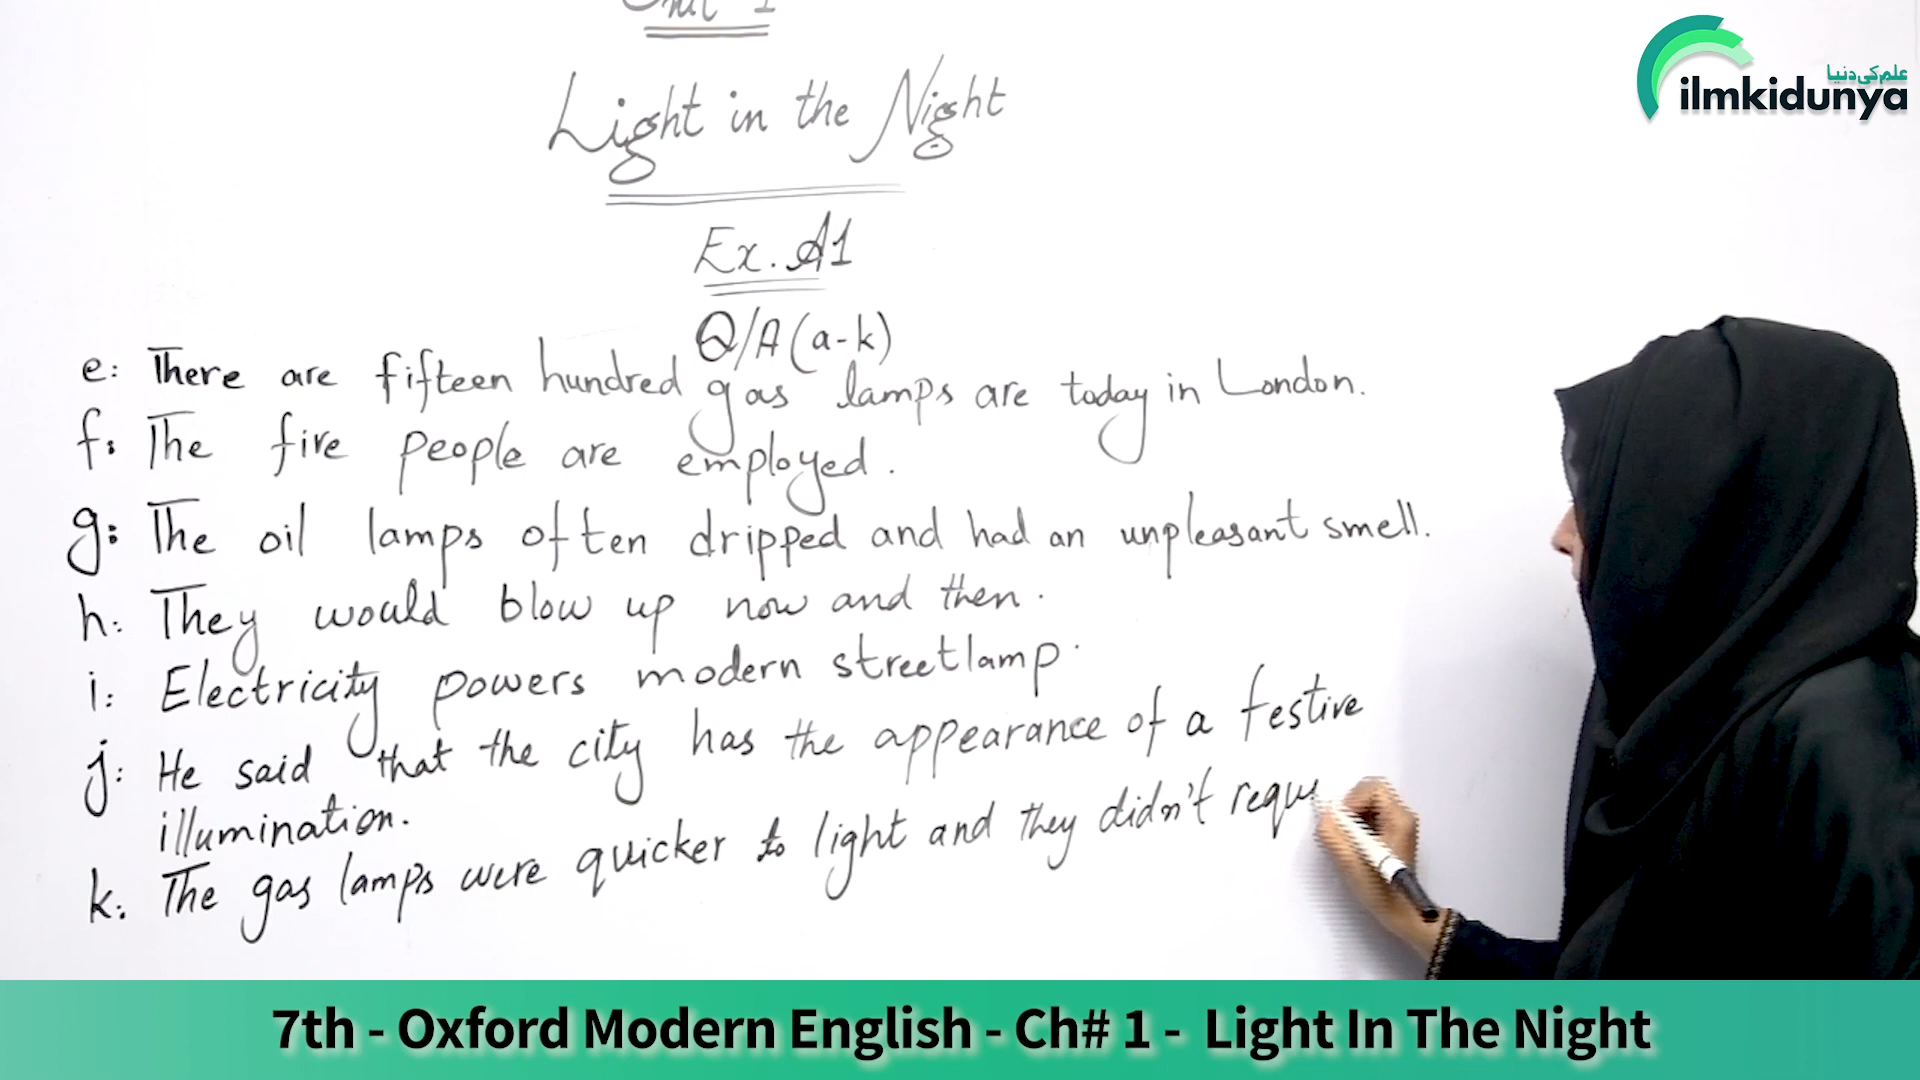 Unit 1
علم کی دنیا
ilmkidunya
Light in the Night
Ex. A1
Q/A (a-k)
e: There are fifteen hundred gas lamps are today in London.
f: The five people are employed.
g: The oil lamps often dripped and had an unpleasant smell.
h: They would blow up now and then.
i: Electricity powers modern streetlamp.
j: He said that the city has the appearance of a festive
illumination.
k: The gas lamps were quicker to light and they didn't requ
7th - Oxford Modern English - Ch# 1 - Light In The Night